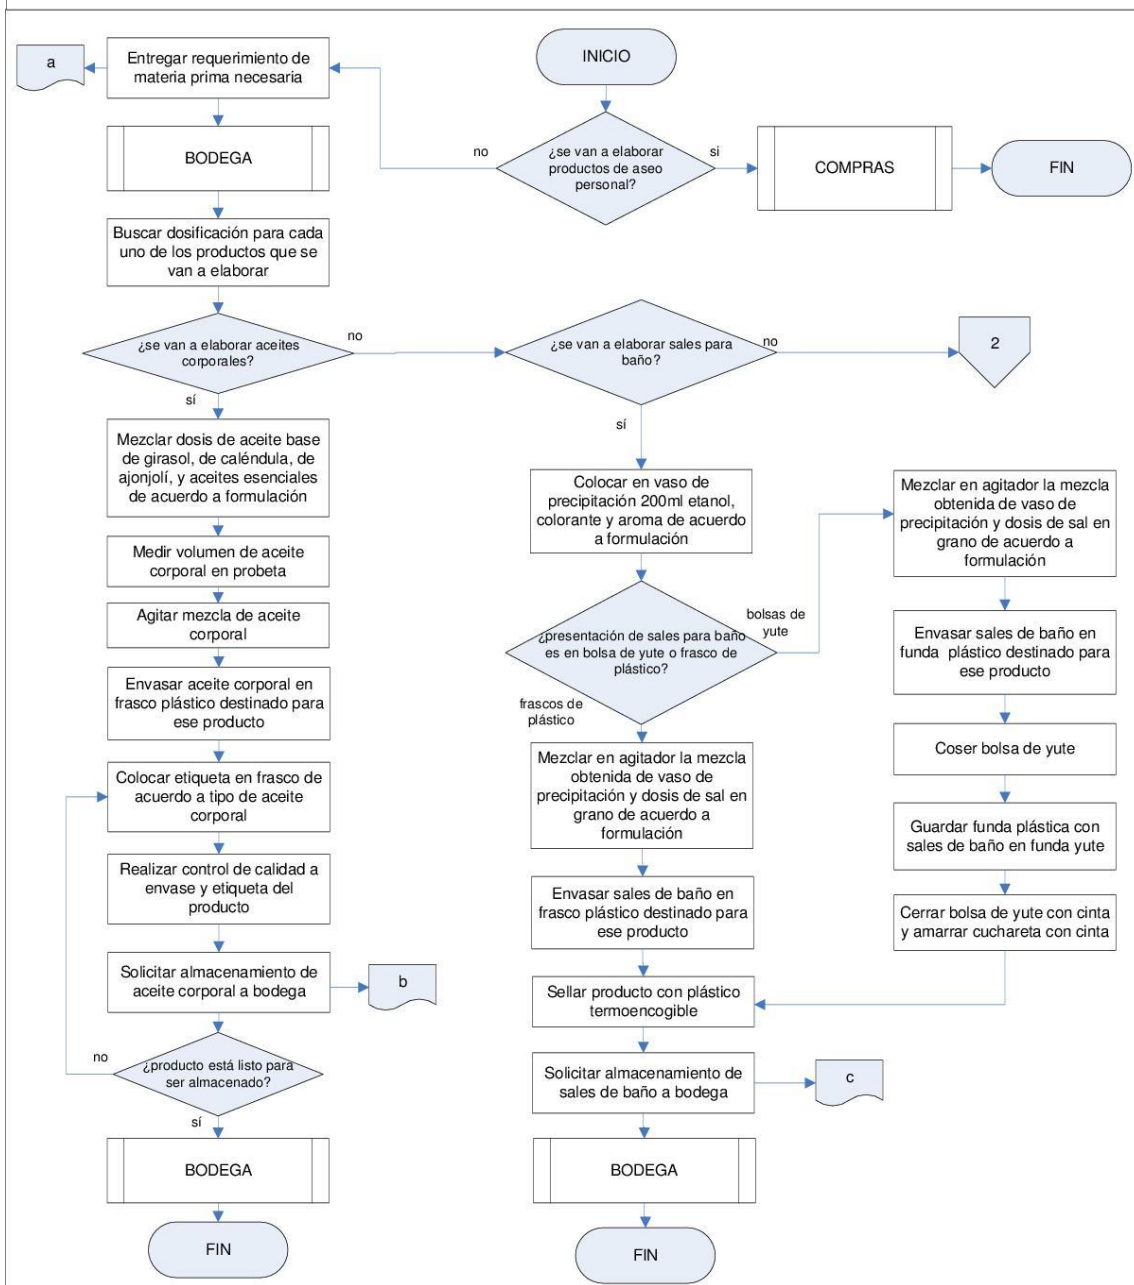 INICIO
¿se van a elaborar
productos de aseo
personal?
si
COMPRAS
FIN
no
Entregar requerimiento de
materia prima necesaria
a
BODEGA
Buscar dosificación para cada
uno de los productos que se
van a elaborar
¿se van a elaborar aceites
corporales?
no
sí
Mezclar dosis de aceite base
de girasol, de caléndula, de
ajonjolí, y aceites esenciales
de acuerdo a formulación
Medir volumen de aceite
corporal en probeta
Agitar mezcla de aceite
corporal
Envasar aceite corporal en
frasco plástico destinado para
ese producto
Colocar etiqueta en frasco de
acuerdo a tipo de aceite
corporal
Realizar control de calidad a
envase y etiqueta del
producto
Solicitar almacenamiento de
aceite corporal a bodega
b
¿producto está listo para
ser almacenado?
no
sí
BODEGA
FIN
¿se van a elaborar sales para
baño?
no
2
sí
Colocar en vaso de
precipitación 200ml etanol,
colorante y aroma de acuerdo
a formulación
¿presentación de sales para baño
es en bolsa de yute o frasco de
plástico?
bolsas de
yute
frascos de
plástico
Mezclar en agitador la mezcla
obtenida de vaso de
precipitación y dosis de sal en
grano de acuerdo a
formulación
Envasar sales de baño en
frasco plástico destinado para
ese producto
Sellar producto con plástico
termoencogible
Solicitar almacenamiento de
sales de baño a bodega
c
BODEGA
FIN
Mezclar en agitador la mezcla
obtenida de vaso de
precipitación y dosis de sal en
grano de acuerdo a
formulación
Envasar sales de baño en
funda plástico destinado para
ese producto
Coser bolsa de yute
Guardar funda plástica con
sales de baño en funda yute
Cerrar bolsa de yute con cinta
y amarrar cuchareta con cinta